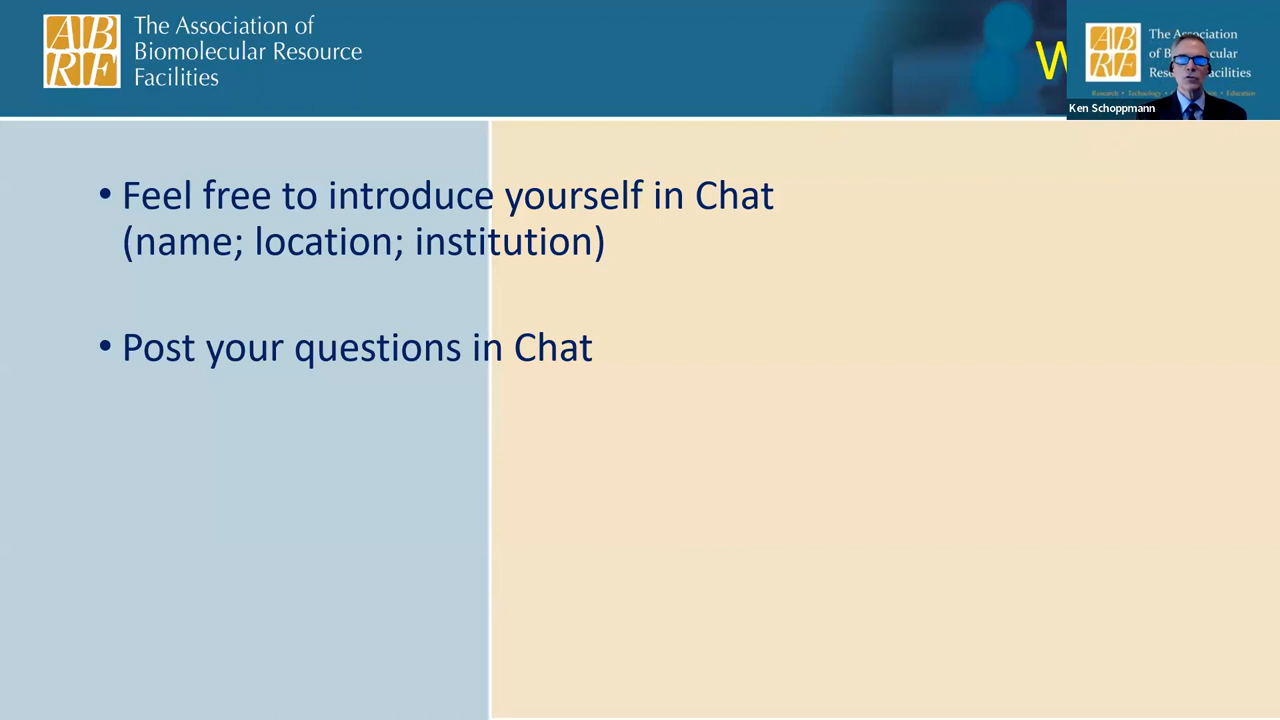 The Association of
Biomolecular Resource
Facilities
W
The Association
of Biomolecular
Resource Facilities
Ken Schoppmann
• Feel free to introduce yourself in Chat
(name; location; institution)
• Post your questions in Chat